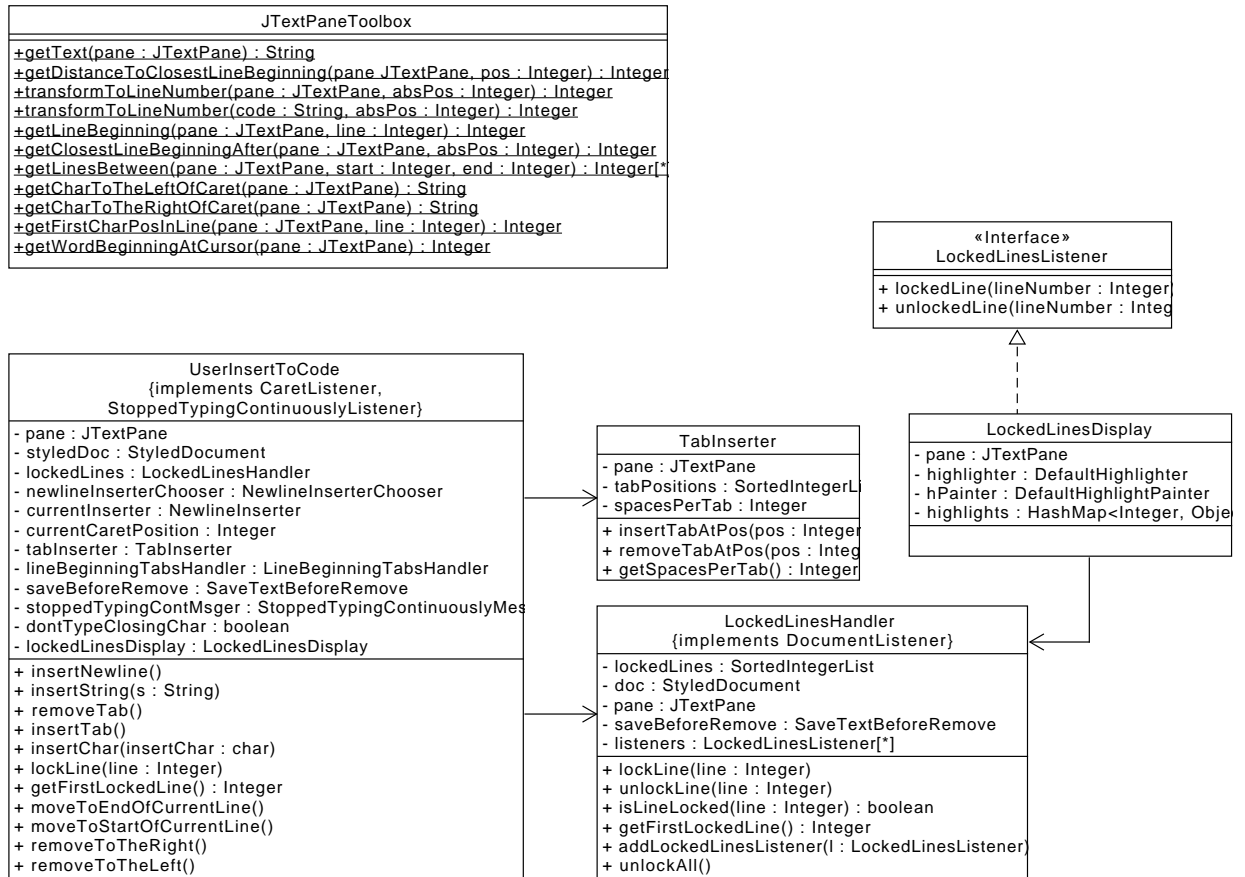 JTextPaneToolbox
+getText(pane : JTextPane) : String
+getDistanceToClosestLineBeginning(pane JTextPane, pos : Integer) : Integer
+transformToLineNumber(pane : JTextPane, absPos : Integer) : Integer
+transformToLineNumber(code : String, absPos : Integer) : Integer
+getLineBeginning(pane : JTextPane, line : Integer) : Integer
+getClosestLineBeginningAfter(pane : JTextPane, absPos : Integer) : Integer
+getLinesBetween(pane : JTextPane, start : Integer, end : Integer) : Integer[*]
+getCharToTheLeftOfCaret(pane : JTextPane) : String
+getCharToTheRightOfCaret(pane : JTextPane) : String
+getFirstCharPosInLine(pane : JTextPane, line : Integer) : Integer
+getWordBeginningAtCursor(pane : JTextPane) : Integer
«Interface»
LockedLinesListener
+ lockedLine(lineNumber : Integer)
+ unlockedLine(lineNumber : Integ
UserInsertToCode
{implements CaretListener,
StoppedTypingContinuouslyListener}
- pane : JTextPane
- styledDoc : StyledDocument
- lockedLines : LockedLinesHandler
- newlineInserterChooser : NewlineInserterChooser
- currentInserter : NewlineInserter
- currentCaretPosition : Integer
- tabInserter : TabInserter
- lineBeginningTabsHandler : LineBeginningTabsHandler
- saveBeforeRemove : SaveTextBeforeRemove
- stoppedTypingContMsger : StoppedTypingContinuouslyMes
- dontTypeClosingChar : boolean
- lockedLinesDisplay : LockedLinesDisplay
+ insertNewline()
+ insertString(s : String)
+ removeTab()
+ insertTab()
+ insertChar(insertChar : char)
+ lockLine(line : Integer)
+ getFirstLockedLine() : Integer
+ moveToEndOfCurrentLine()
+ moveToStartOfCurrentLine()
+ removeToTheRight()
+ removeToTheLeft()
TabInserter
- pane : JTextPane
- tabPositions : SortedIntegerLi
- spacesPerTab : Integer
+ insertTabAtPos(pos : Integer
+ removeTabAtPos(pos : Integ
+ getSpacesPerTab() : Integer
LockedLinesDisplay
- pane : JTextPane
- highlighter : DefaultHighlighter
- hPainter : DefaultHighlightPainter
- highlights : HashMap<Integer, Obje
LockedLinesHandler
{implements DocumentListener}
- lockedLines : SortedIntegerList
- doc : StyledDocument
- pane : JTextPane
- saveBeforeRemove : SaveTextBeforeRemove
- listeners : LockedLinesListener[*]
+ lockLine(line : Integer)
+ unlockLine(line : Integer)
+ isLineLocked(line : Integer) : boolean
+ getFirstLockedLine() : Integer
+ addLockedLinesListener(l : LockedLinesListener)
+ unlockAll()